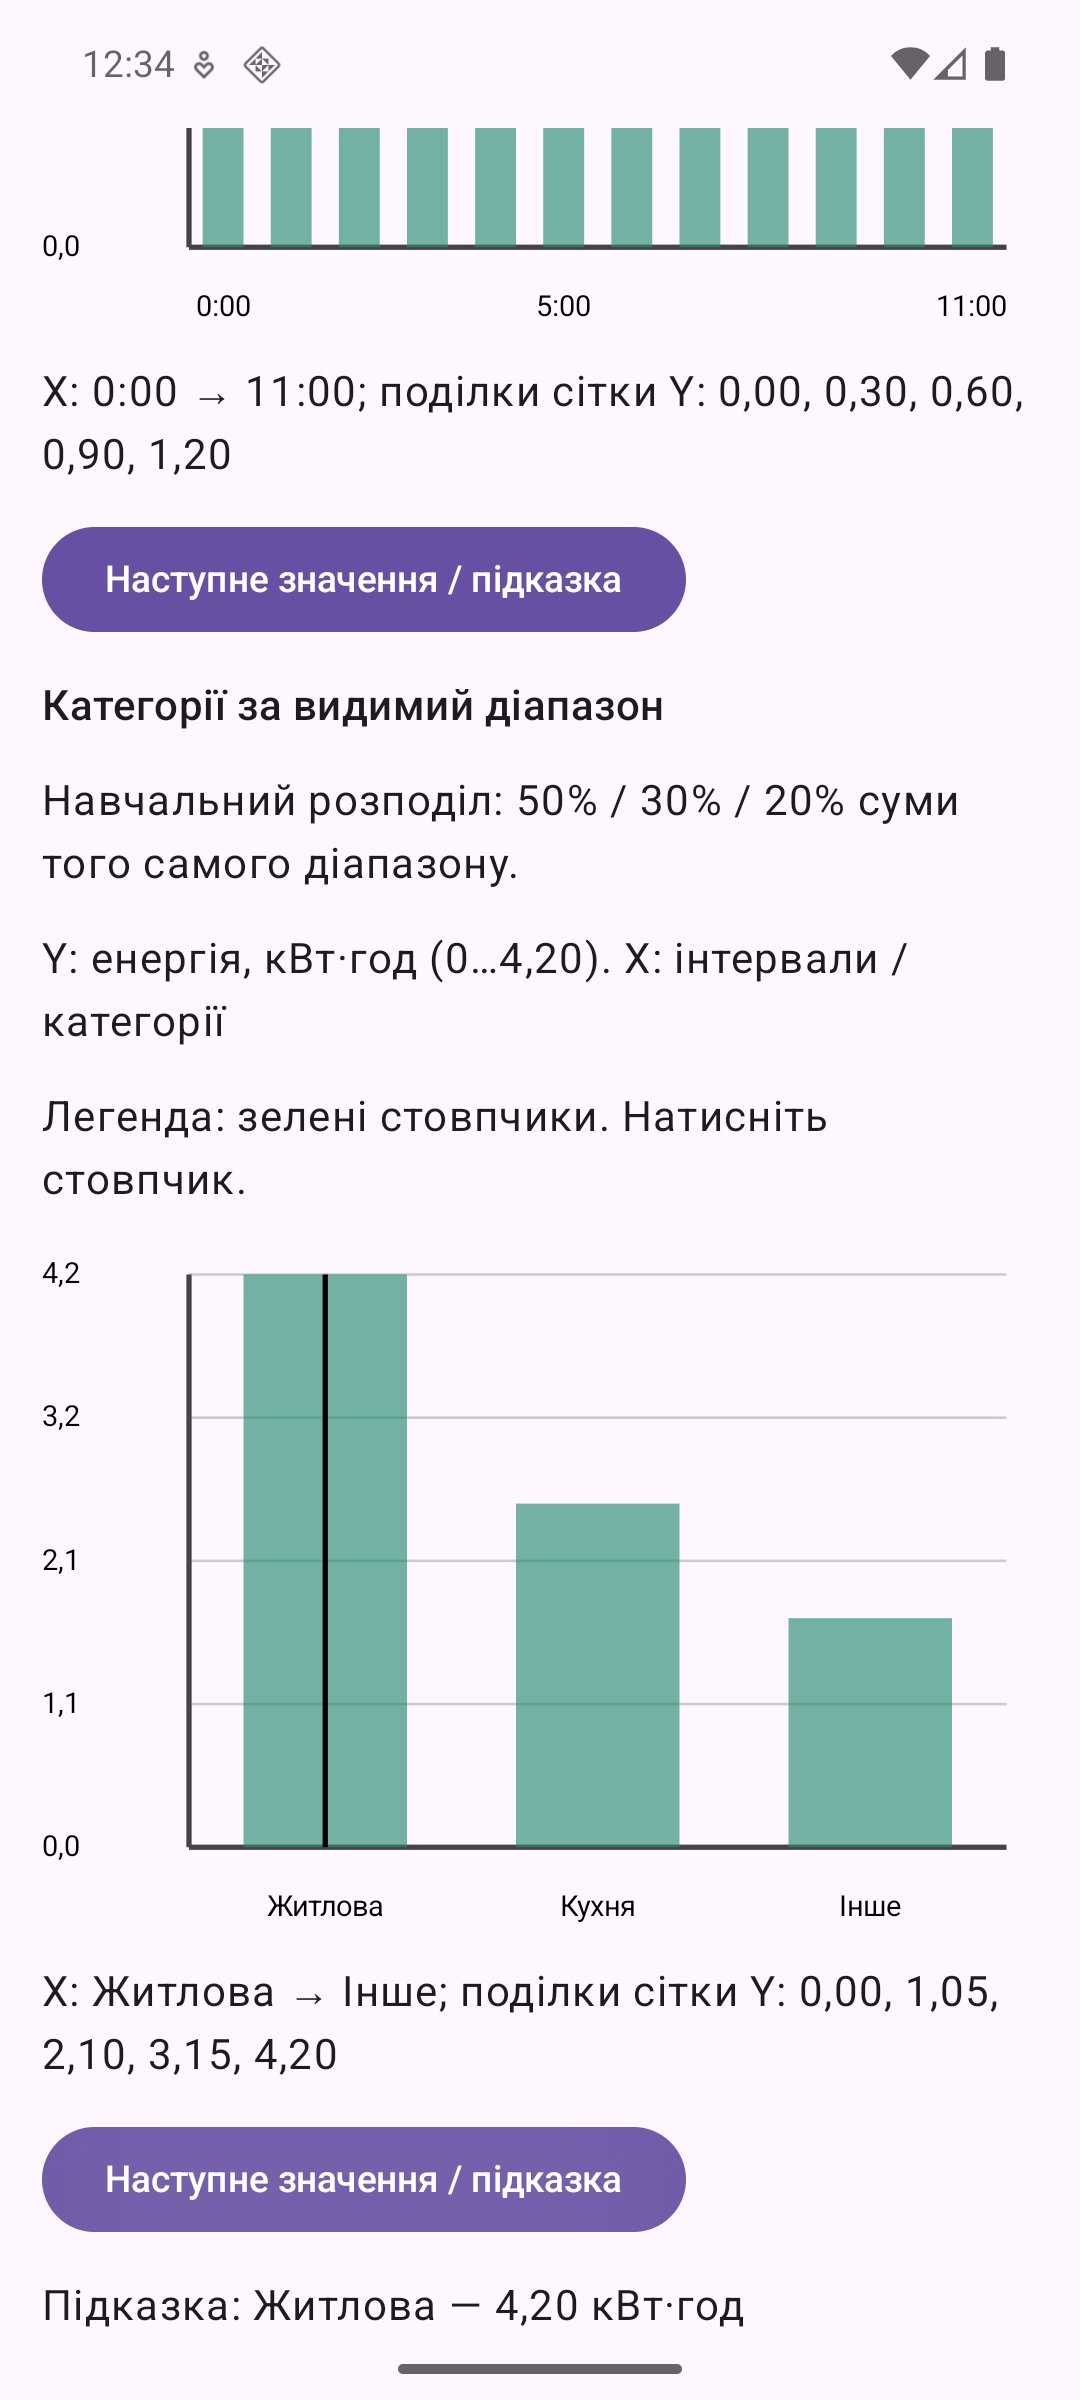 12:34
0,0
0:00 5:00 11:00
X: 0:00 → 11:00; поділки сітки Y: 0,00, 0,30, 0,60,
0,90, 1,20
Наступне значення / підказка
Категорії за видимий діапазон
Навчальний розподіл: 50% / 30% / 20% суми
того самого діапазону.
Y: енергія, кВт·год (0…4,20). X: інтервали /
категорії
Легенда: зелені стовпчики. Натисніть
стовпчик.
4,2
3,2
2,1
1,1
0,0
Житлова Кухня Інше
X: Житлова → Інше; поділки сітки Y: 0,00, 1,05,
2,10, 3,15, 4,20
Наступне значення / підказка
Підказка: Житлова — 4,20 кВт·год